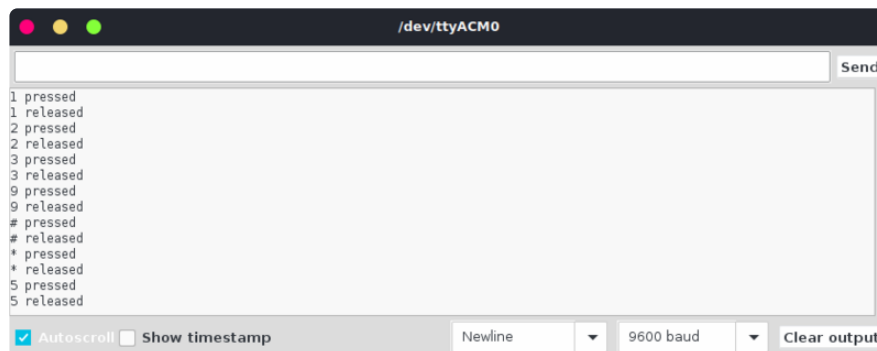 /dev/ttyACM0
Send
1 pressed
1 released
2 pressed
2 released
3 pressed
3 released
9 pressed
9 released
# pressed
# released
* pressed
* released
5 pressed
5 released
Autoscroll Show timestamp Newline 9600 baud Clear output